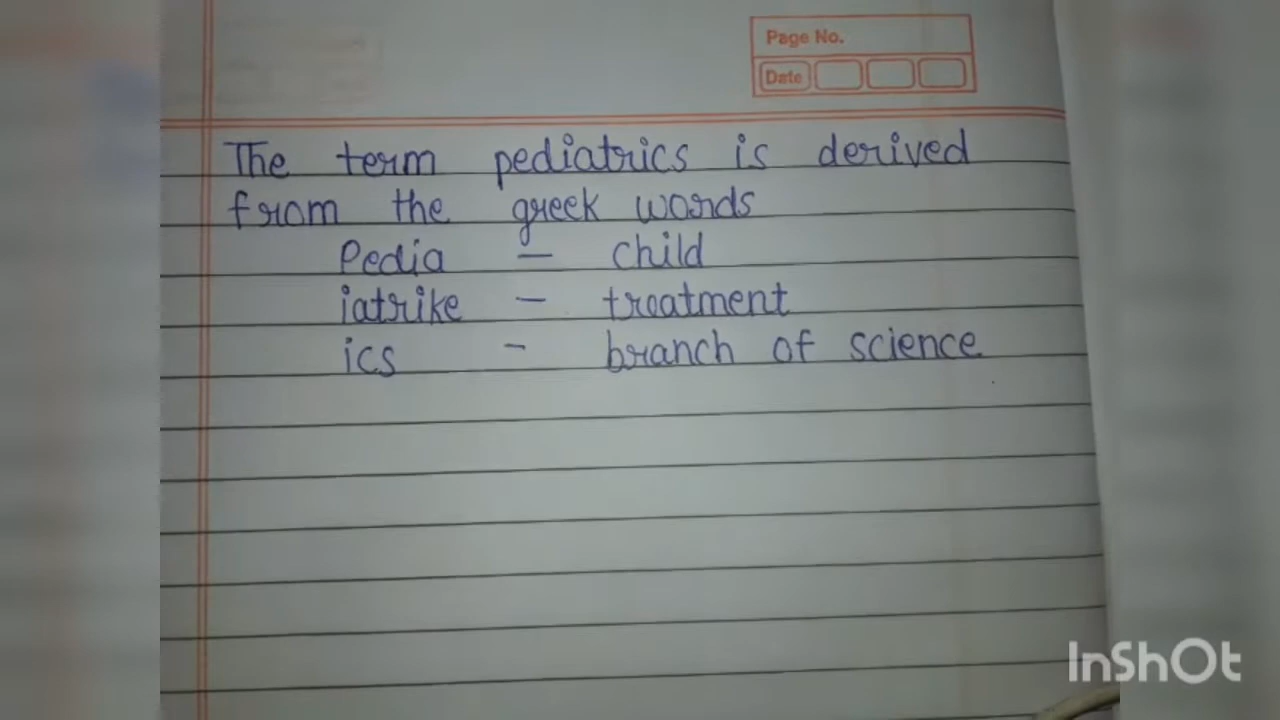 Page No.
Date
The term pediatrics is derived
from the greek words
Pedia – child
iatrike – treatment
ics – branch of science
InShOt